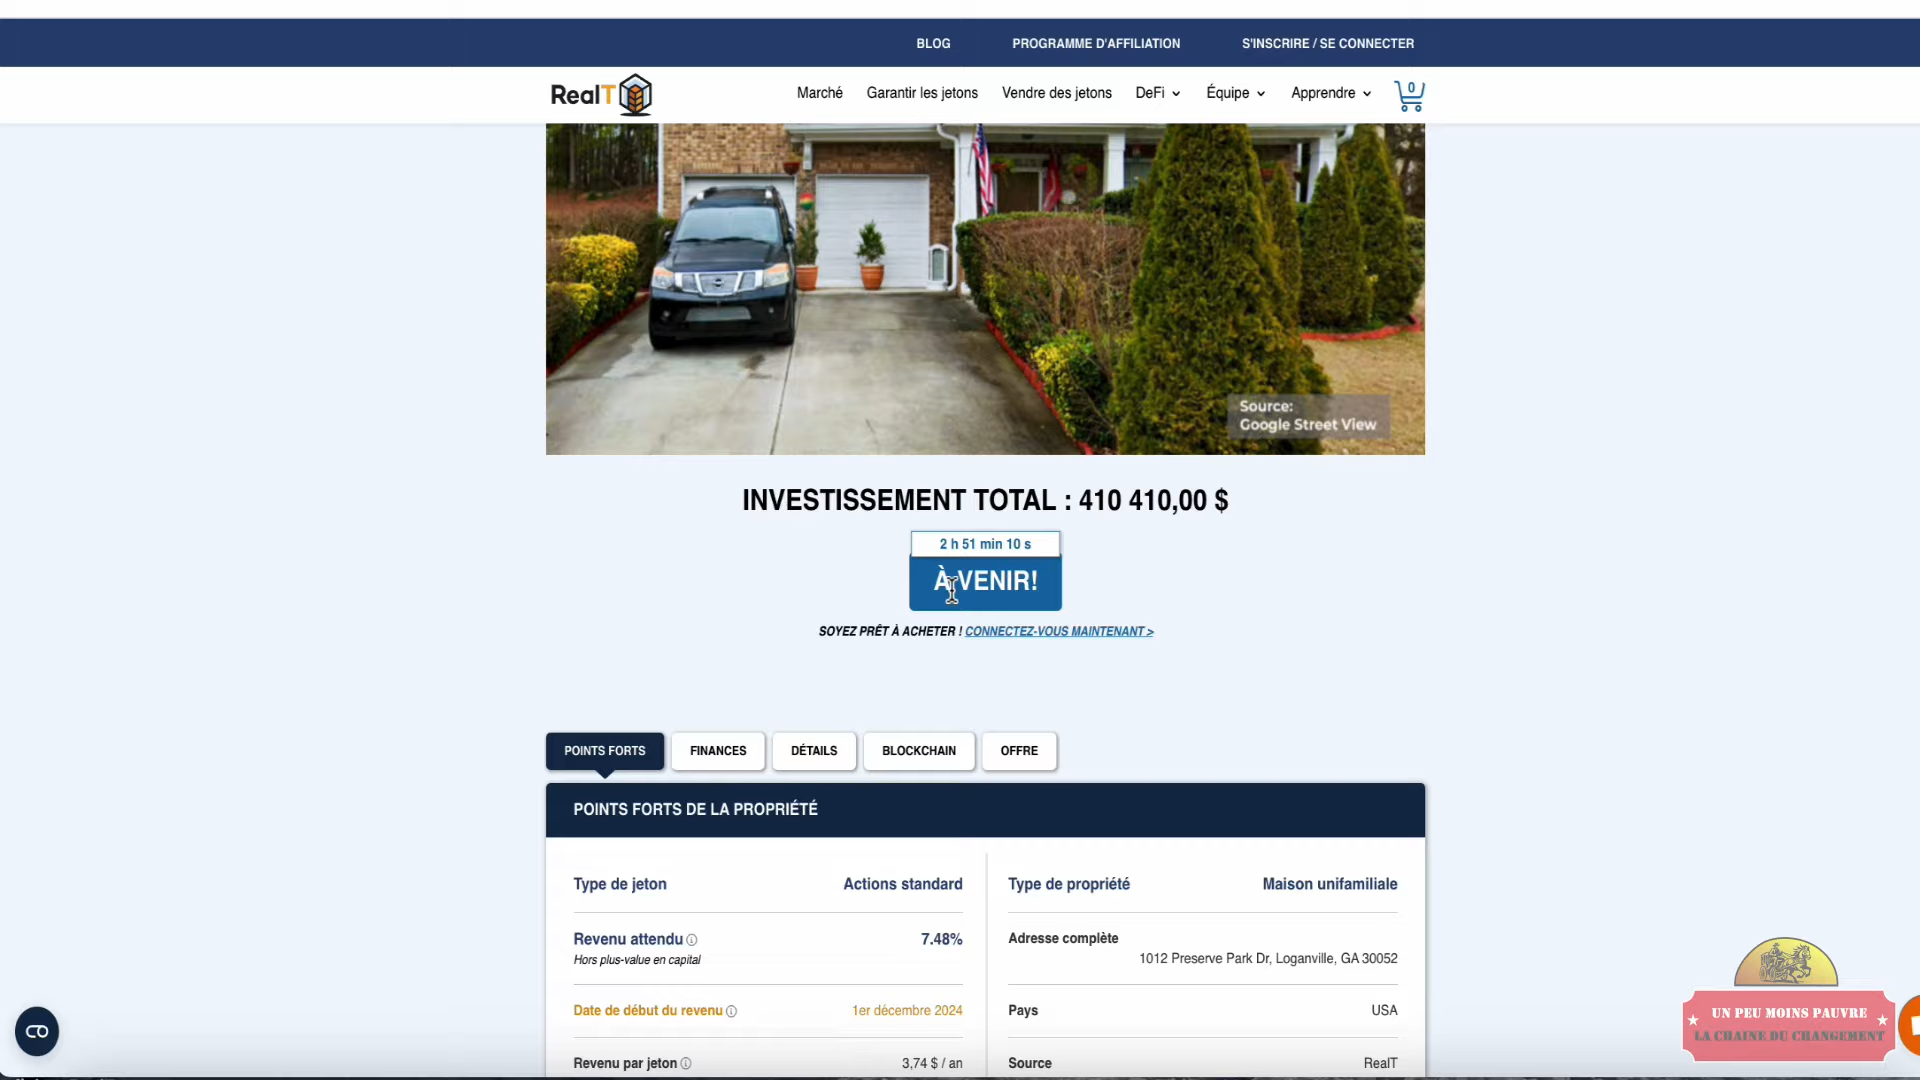 BLOG
PROGRAMME D'AFFILIATION
S'INSCRIRE / SE CONNECTER
RealT
Marché
Garantir les jetons
Vendre des jetons
DeFi
Équipe
Apprendre
0
Source:
Google Street View
INVESTISSEMENT TOTAL : 410 410,00 $
2 h 51 min 10 s
À VENIR!
SOYEZ PRÊT À ACHETER ! CONNECTEZ-VOUS MAINTENANT >
POINTS FORTS
FINANCES
DÉTAILS
BLOCKCHAIN
OFFRE
POINTS FORTS DE LA PROPRIÉTÉ
Type de jeton
Actions standard
Revenu attendu
7.48%
Hors plus-value en capital
Date de début du revenu
1er décembre 2024
Revenu par jeton
3,74 $ / an
Type de propriété
Maison unifamiliale
Adresse complète
1012 Preserve Park Dr, Loganville, GA 30052
Pays
USA
Source
RealT
UN PEU MOINS PAUVRE
LA CHAINE DU CHANGEMENT